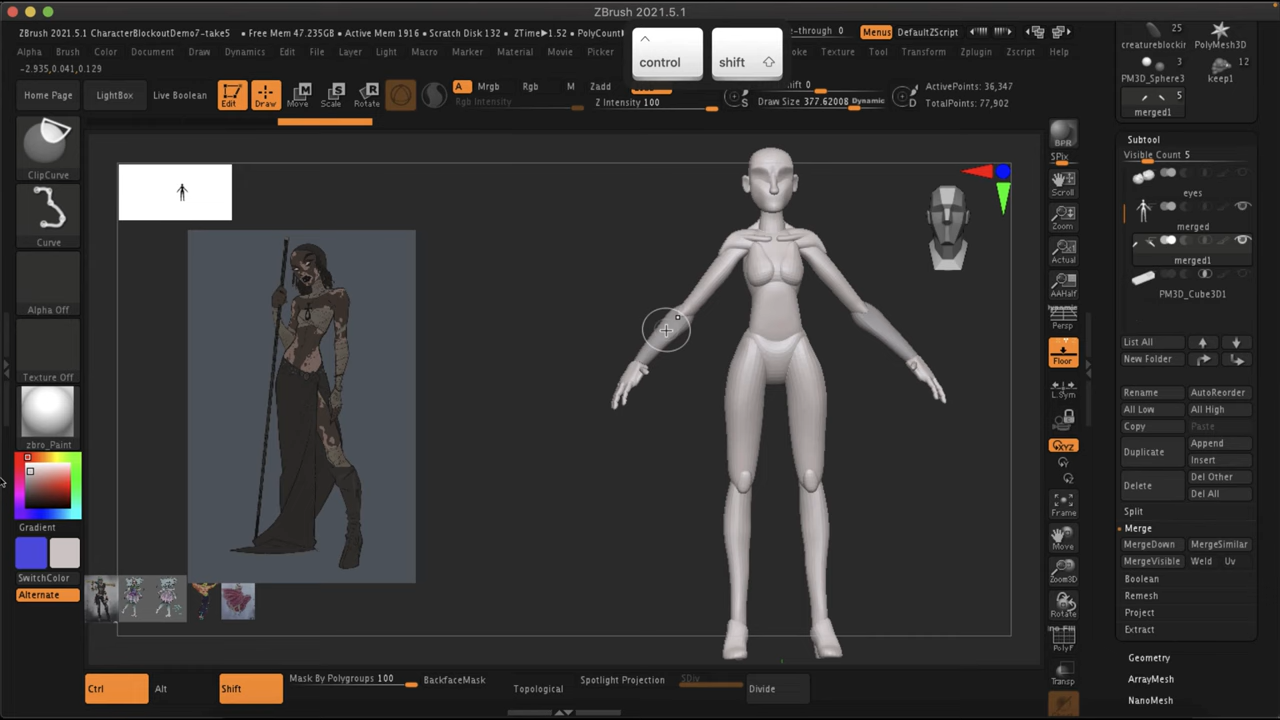 ZBrush 2021.5.1
ZBrush 2021.5.1 CharacterBlockoutDemo7-take5 • Free Mem 47.235GB • Active Mem 1916 • Scratch Disk 132 • ZTime▶1.52 • PolyCount
Menus
DefaultZScript
Alpha Brush Color Document Draw Dynamics Edit File Layer Light Macro Marker Material Movie Picker
Texture Tool Transform Zplugin Zscript Help
^
control
shift
-2.935,0.041,0.129
Home Page
LightBox
Live Boolean
Edit
Draw
Move
Scale
Rotate
A
Mrgb
Rgb
M
Zadd
Rgb Intensity
Z Intensity 100
S
Draw Size 377.62008 Dynamic
D
ActivePoints: 36,347
TotalPoints: 77,902
ClipCurve
Curve
Alpha Off
Texture Off
zbro_Paint
Gradient
SwitchColor
Alternate
BPR
SPix
Scroll
Zoom
Actual
AAHalf
Dynamic
Persp
Floor
L.Sym
XYZ
Frame
Move
Zoom3D
Rotate
PolyF
Transp
25
creatureblockin
PolyMesh3D
3
12
PM3D_Sphere3
keep1
5
merged1
Subtool
Visible Count 5
eyes
merged
merged1
PM3D_Cube3D1
List All
New Folder
Rename
AutoReorder
All Low
All High
Copy
Paste
Duplicate
Append
Insert
Delete
Del Other
Del All
Split
Merge
MergeDown
MergeSimilar
MergeVisible
Weld
Uv
Boolean
Remesh
Project
Extract
Geometry
ArrayMesh
NanoMesh
Ctrl
Alt
Shift
Mask By Polygroups 100
BackfaceMask
Topological
Spotlight Projection
SDiv
Divide